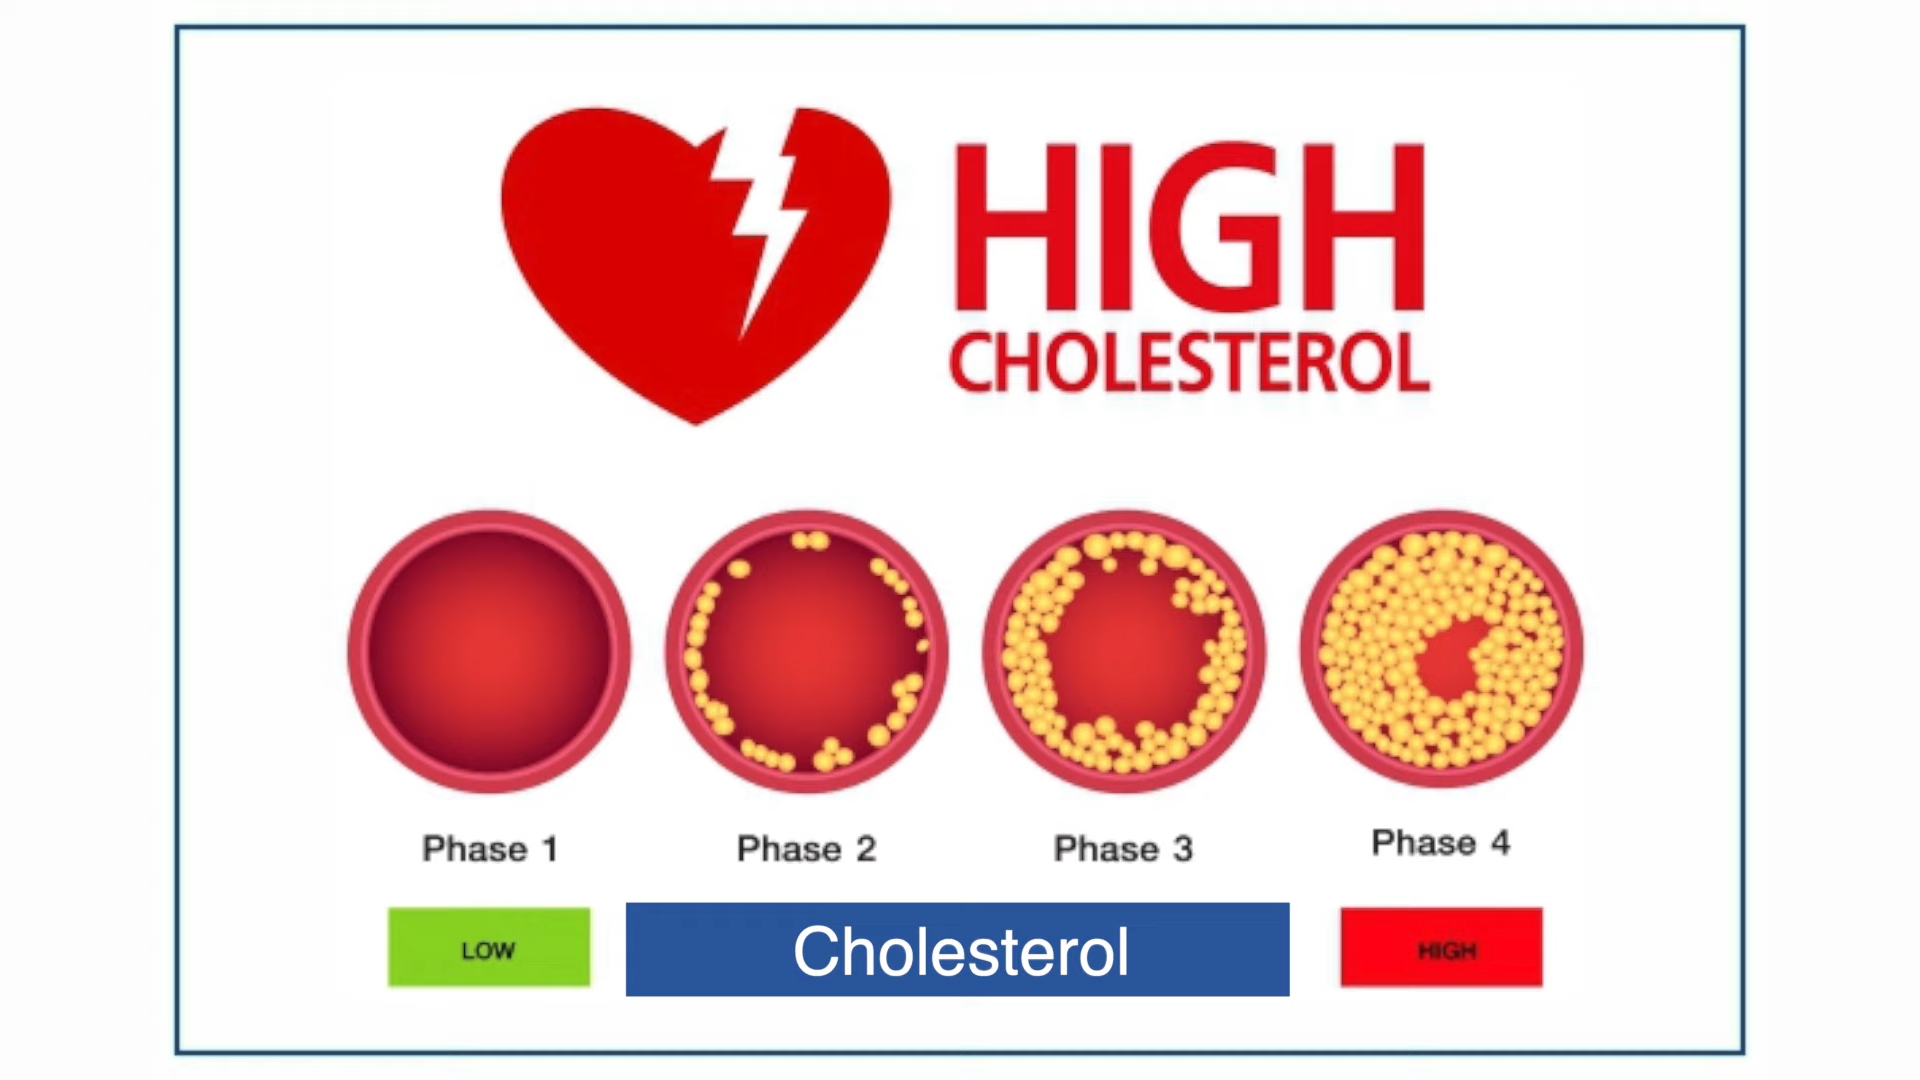 HIGH
CHOLESTEROL
Phase 1
Phase 2
Phase 3
Phase 4
LOW
Cholesterol
HIGH